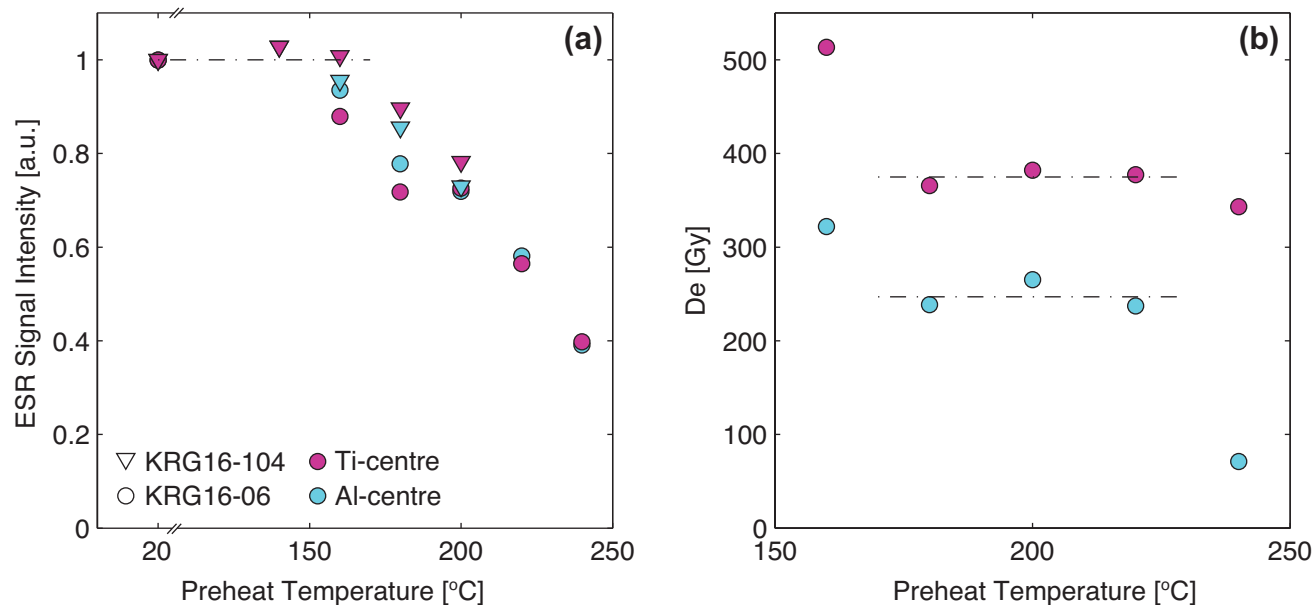 (a)
ESR Signal Intensity [a.u.]
1
0.8
0.6
0.4
0.2
0
KRG16-104
Ti-centre
KRG16-06
Al-centre
20
150
200
250
Preheat Temperature [°C]
(b)
De [Gy]
500
400
300
200
100
0
150
200
250
Preheat Temperature [°C]